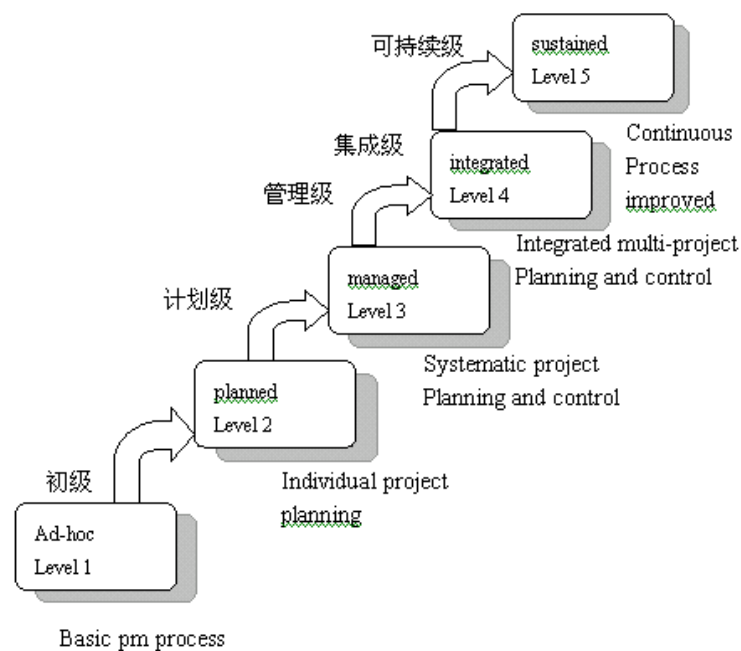 可持续级
sustained
Level 5
Continuous
Process
improved
集成级
integrated
Level 4
Integrated multi-project
Planning and control
管理级
managed
Level 3
Systematic project
Planning and control
计划级
planned
Level 2
Individual project
planning
初级
Ad-hoc
Level 1
Basic pm process